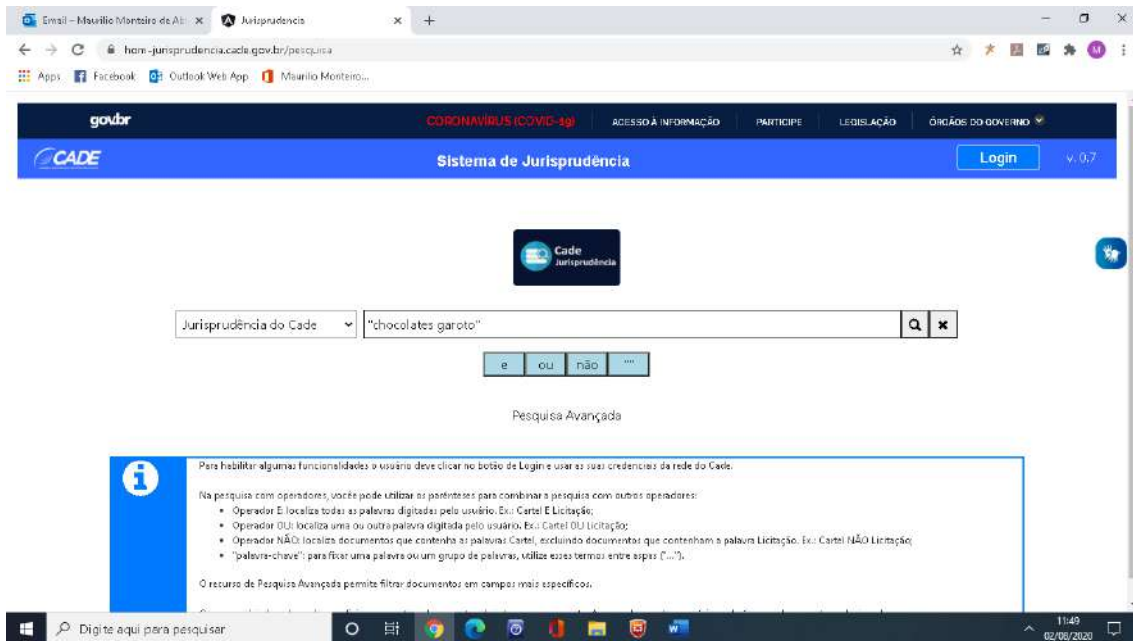 Email – Maurilio Monteiro de Ab
Jurisprudencia
hom-jurisprudencia.cade.gov.br/pesquisa
Apps
Facebook
Outlook Web App
Maurilio Monteiro...
M
govbr
CORONAVÍRUS (COVID-19)
ACESSO À INFORMAÇÃO
PARTICIPE
LEGISLAÇÃO
ÓRGÃOS DO GOVERNO
CADE
Sistema de Jurisprudência
Login
v. 0.7
Cade
Jurisprudência
Jurisprudência do Cade
"chocolates garoto"
e
ou
não
""
Pesquisa Avançada
Para habilitar algumas funcionalidades o usuário deve clicar no botão de Login e usar as suas credenciais da rede do Cade.
Na pesquisa com operadores, vocêe pode utilizar os parênteses para combinar a pesquisa com outros operadores:
Operador E: localiza todas as palavras digitadas pelo usuário. Ex.: Cartel E Licitação;
Operador OU: localiza uma ou outra palavra digitada pelo usuário. Ex.: Cartel OU Licitação;
Operador NÃO: localiza documentos que contenha as palavras Cartel, excluindo documentos que contenham a palavra Licitação. Ex.: Cartel NÃO Licitação;
"palavra-chave": para fixar uma palavra ou um grupo de palavras, utilize esses termos entre aspas ("...").
O recurso de Pesquisa Avançada permite filtrar documentos em campos mais específicos.
Digite aqui para pesquisar
11:49
02/08/2020